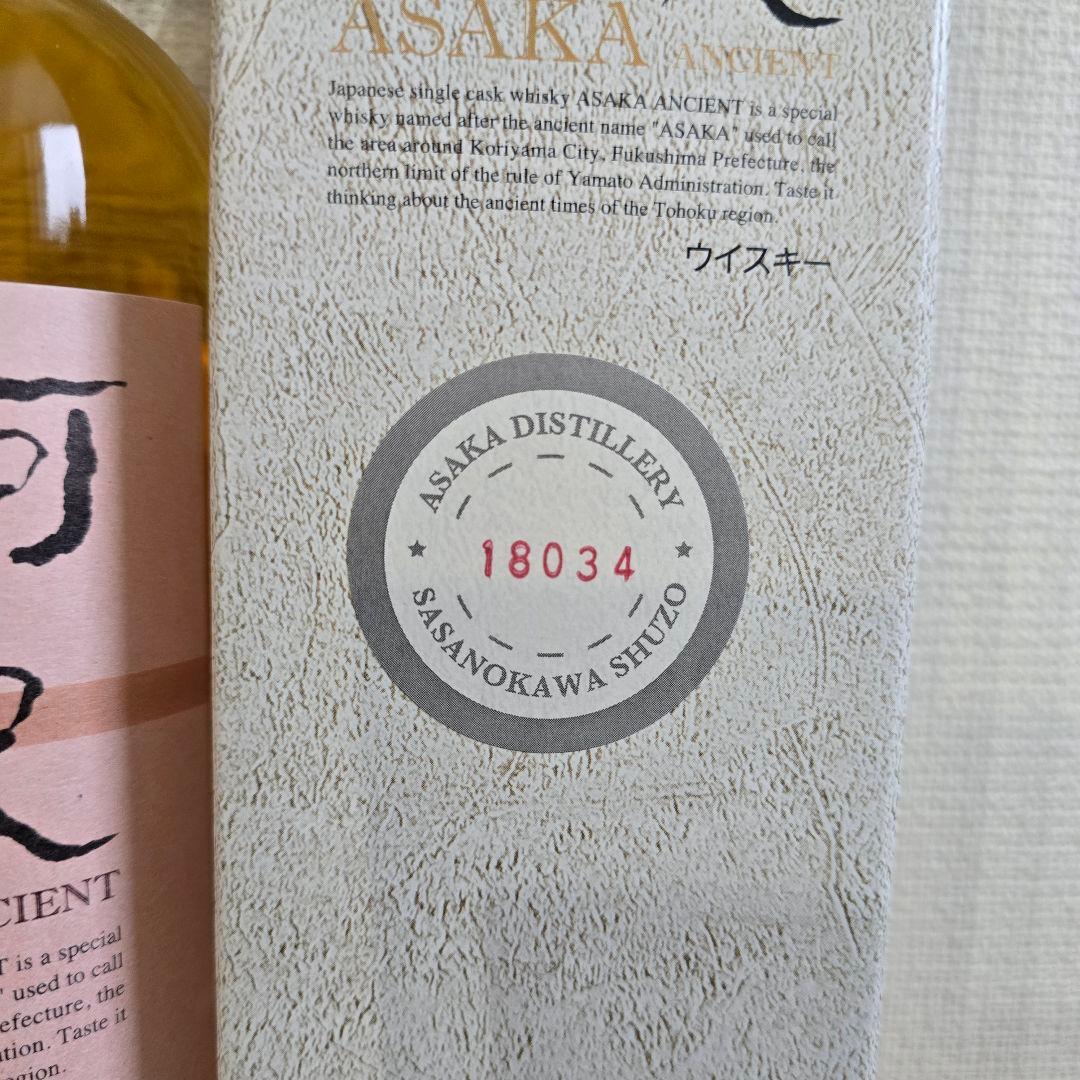 ASAKA ANCIENT
Japanese single cask whisky ASAKA ANCIENT is a special
whisky named after the ancient name "ASAKA" used to call
the area around Koriyama City, Fukushima Prefecture, the
northern limit of the rule of Yamato Administration. Taste it
thinking about the ancient times of the Tohoku region.
ウイスキー
ASAKA DISTILLERY
18034
SASANOKAWA SHUZO
CIENT
T is a special
" used to call
efecture, the
ation. Taste it
egion.